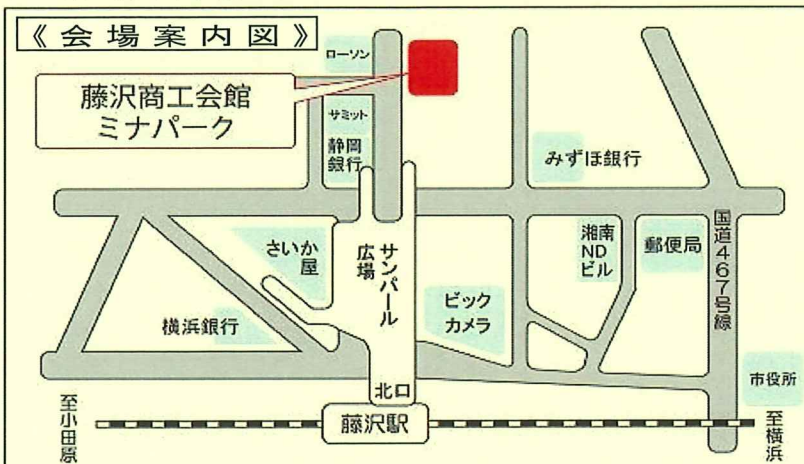 《会場案内図》
藤沢商工会館
ミナパーク
ローソン
サミット
静岡
銀行
みずほ銀行
さいか
屋
サンパール
広場
湘南
ND
ビル
郵便局
国道467号線
横浜銀行
ビック
カメラ
市役所
北口
藤沢駅
至小田原
至横浜